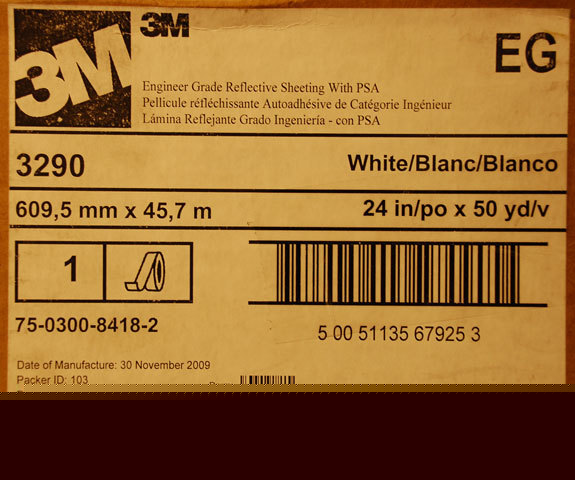 3M
3M
EG
Engineer Grade Reflective Sheeting With PSA
Pellicule réfléchissante Autoadhésive de Catégorie Ingénieur
Lámina Reflejante Grado Ingeniería - con PSA
3290
White/Blanc/Blanco
609,5 mm x 45,7 m
24 in/po x 50 yd/v
1
75-0300-8418-2
5 00 51135 67925 3
Date of Manufacture: 30 November 2009
Packer ID: 103